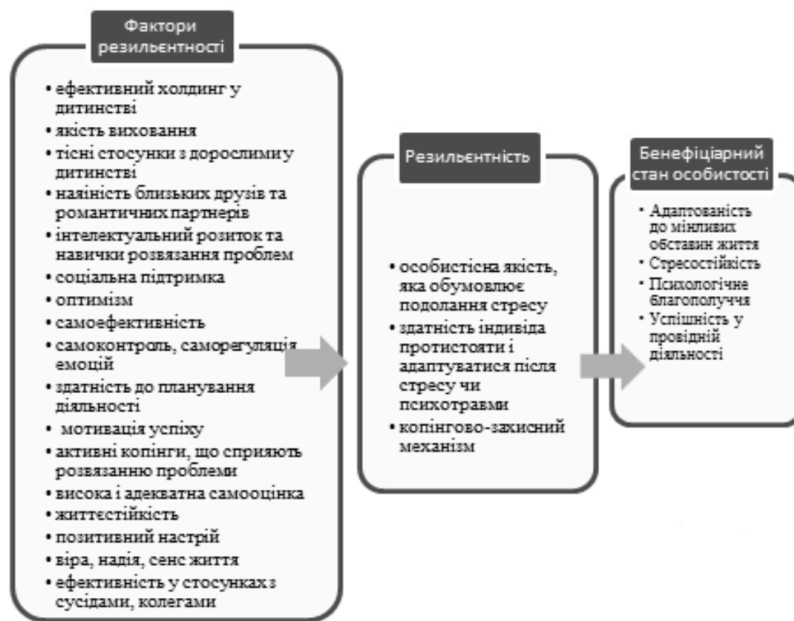 Фактори
резильєнтності
• ефективний холдинг у
дитинстві
• якість виховання
• тісні стосунки з дорослими у
дитинстві
• наяіність близьких друзів та
романтичних партнерів
• інтелектуальний розиток та
навички розвязання проблем
• соціальна підтримка
• оптимізм
• самоефективність
• самоконтроль, саморегуляція
емоцій
• здатність до планування
діяльності
• мотивація успіху
• активні копінги, що сприяють
розвязанню проблеми
• висока і адекватна самооцінка
• життєстійкість
• позитивний настрій
• віра, надія, сенс життя
• ефективність у стосунках з
сусідами, колегами
Резильєнтність
• особистісна якість,
яка обумовлює
подолання стресу
• здатність індивіда
протистояти і
адаптуватися після
стресу чи
психотравми
• копінгово-захисний
механізм
Бенефіціарний
стан особистості
• Адаптованість
до мінливих
обставин життя
• Стресостійкість
• Психологічне
благополуччя
• Успішність у
провідній
діяльності